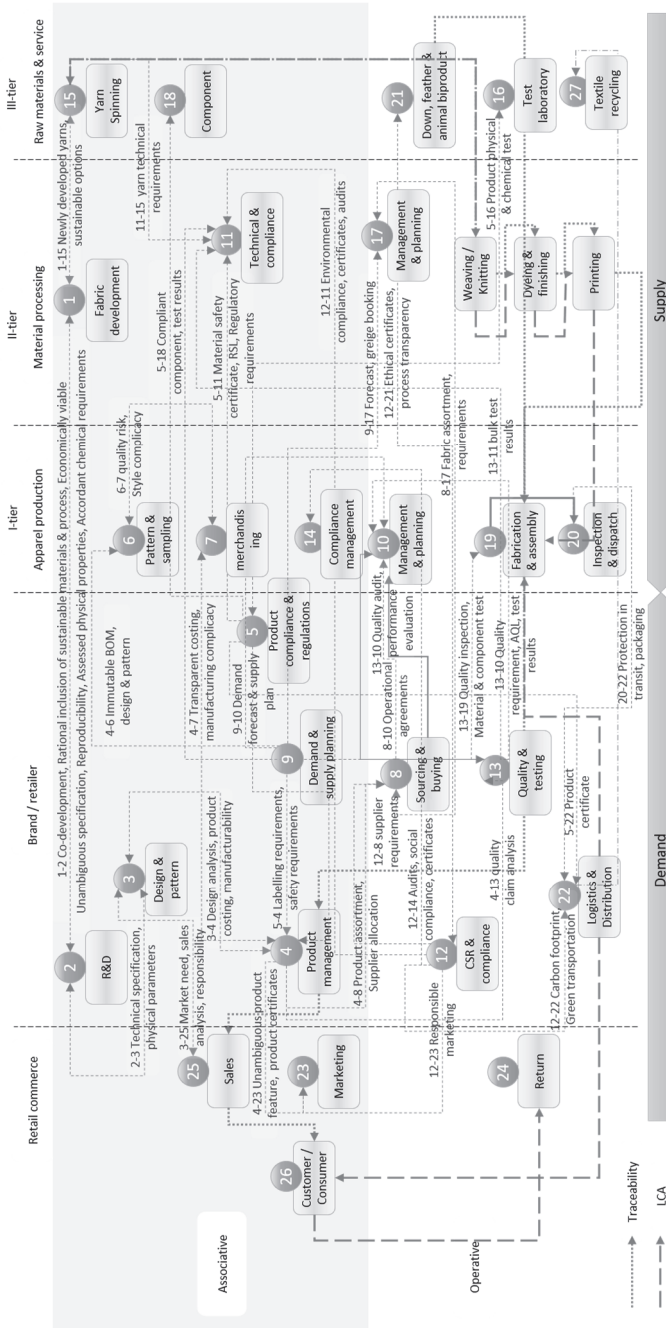 Retail commerce
Brand / retailer
I-tier
Apparel production
II-tier
Material processing
III-tier
Raw materials & service
1-2 Co-development, Rational inclusion of sustainable materials & process, Economically viable
Unambiguous specification, Reproducibility, Assessed physical properties, Accordant chemical requirements
1-15 Newly developed yarns,
sustainable options
2
R&D
1
Fabric
development
15
Yarn
Spinning
2-3 Technical specification,
physical parameters
4-6 Immutable BOM,
design & pattern
6-7 quality risk,
Style complicacy
11-15 yarn technical
requirements
3
Design &
pattern
6
Pattern &
sampling
5-18 Compliant
component, test results
18
Component
3-25 Market need, sales
analysis, responsibility
25
Sales
3-4 Design analysis, product
costing, manufacturability
4-7 Transparent costing,
manufacturing complicacy
7
merchandis
ing
5-11 Material safety
certificate, RSL, Regulatory
requirements
11
Technical &
compliance
Associative
26
Customer /
Consumer
4-23 Unambiguous product
feature, product certificates
23
Marketing
4
Product
management
5-4 Labelling requirements,
safety requirements
9
Demand &
supply planning
9-10 Demand
forecast & supply
plan
5
Product
compliance &
regulations
14
Compliance
management
12-11 Environmental
compliance, certificates, audits
4-8 Product assortment,
Supplier allocation
12-8 supplier
requirements
8
Sourcing &
buying
8-10 Operational
agreements
13-10 Quality audit,
performance
evaluation
10
Management
& planning
9-17 Forecast, greige booking
17
Management
& planning
12-21 Ethical certificates,
process transparency
21
Down, feather &
animal biproduct
12-23 Responsible
marketing
12
CSR &
compliance
12-14 Audits, social
compliance, certificates
8-17 Fabric assortment,
requirements
Weaving /
Knitting
4-13 quality
claim analysis
13
Quality &
testing
13-19 Quality inspection,
Material & component test
13-10 Quality
requirement, AQL, test
results
19
Fabrication
& assembly
13-11 bulk test
results
Dyeing &
finishing
5-16 Product physical
& chemical test
16
Test
laboratory
Operative
24
Return
12-22 Carbon footprint,
Green transportation
22
Logistics &
Distribution
5-22 Product
certificate
20-22 Protection in
transit, packaging
20
Inspection
& dispatch
Printing
27
Textile
recycling
Traceability
LCA
Demand
Supply